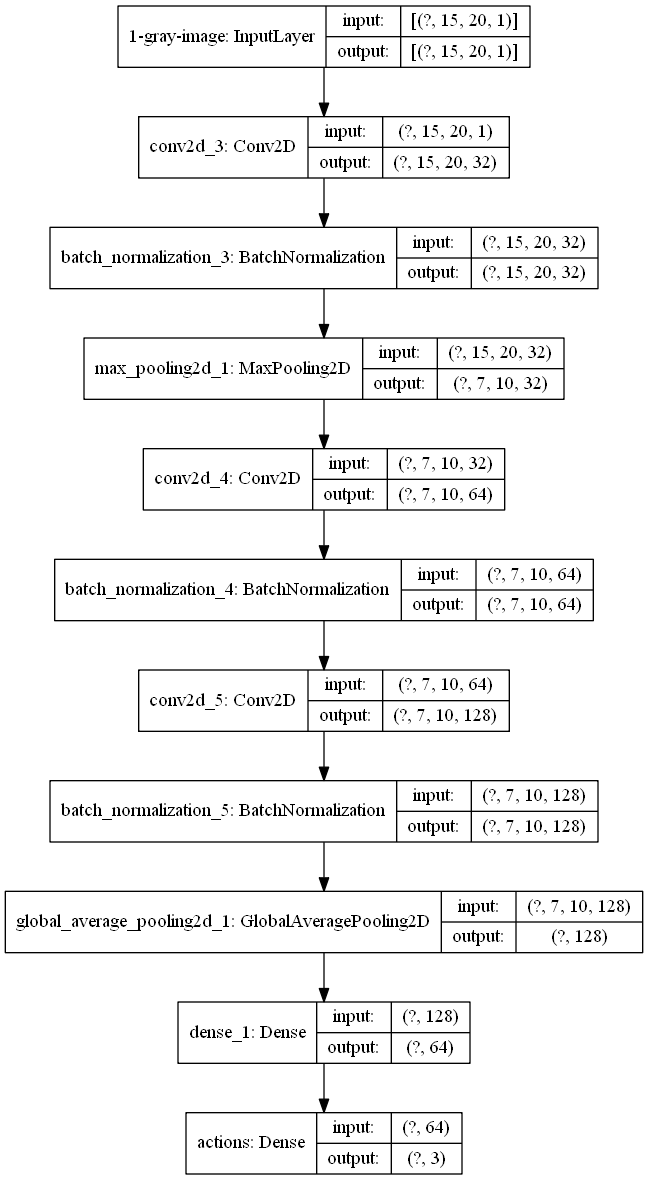 1-gray-image: InputLayer
input: [(?, 15, 20, 1)]
output: [(?, 15, 20, 1)]
conv2d_3: Conv2D
input: (?, 15, 20, 1)
output: (?, 15, 20, 32)
batch_normalization_3: BatchNormalization
input: (?, 15, 20, 32)
output: (?, 15, 20, 32)
max_pooling2d_1: MaxPooling2D
input: (?, 15, 20, 32)
output: (?, 7, 10, 32)
conv2d_4: Conv2D
input: (?, 7, 10, 32)
output: (?, 7, 10, 64)
batch_normalization_4: BatchNormalization
input: (?, 7, 10, 64)
output: (?, 7, 10, 64)
conv2d_5: Conv2D
input: (?, 7, 10, 64)
output: (?, 7, 10, 128)
batch_normalization_5: BatchNormalization
input: (?, 7, 10, 128)
output: (?, 7, 10, 128)
global_average_pooling2d_1: GlobalAveragePooling2D
input: (?, 7, 10, 128)
output: (?, 128)
dense_1: Dense
input: (?, 128)
output: (?, 64)
actions: Dense
input: (?, 64)
output: (?, 3)